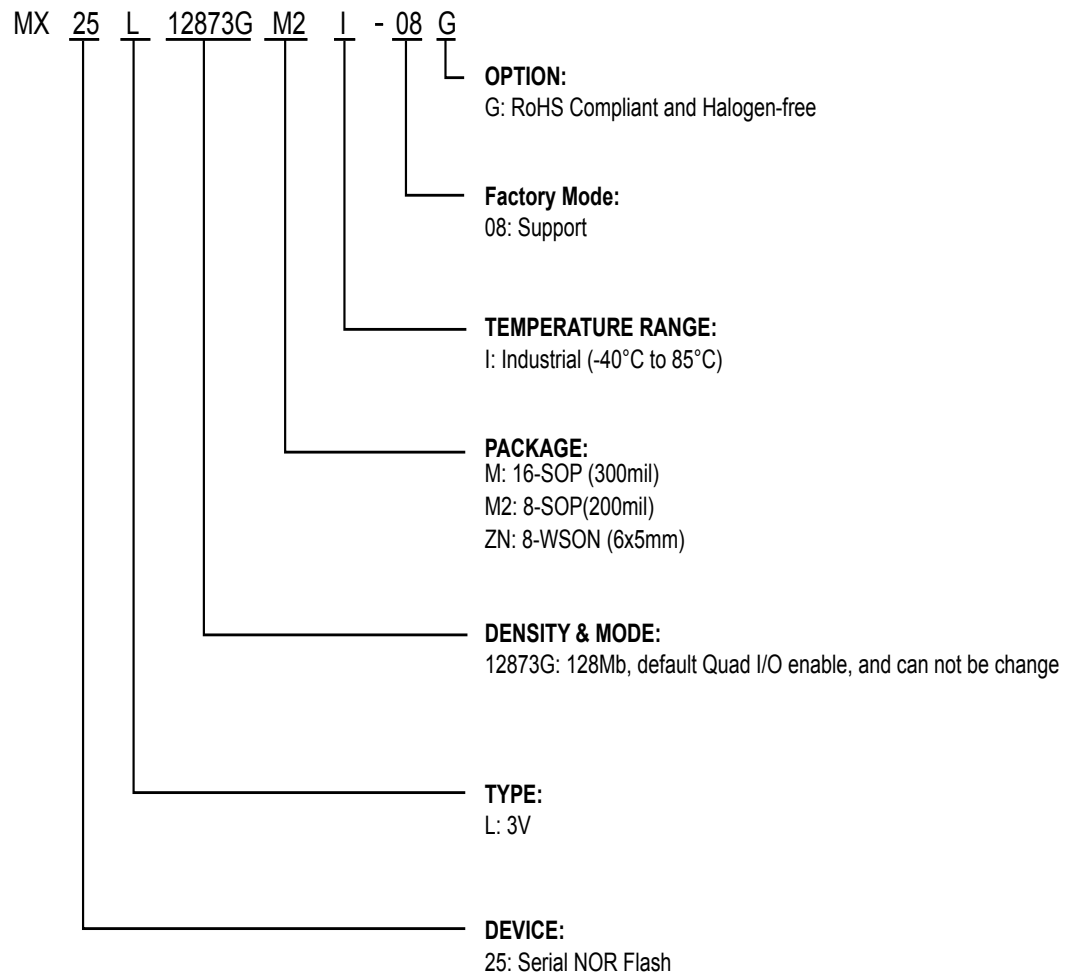 MX 25 L 12873G M2 I - 08 G
OPTION:
G: RoHS Compliant and Halogen-free
Factory Mode:
08: Support
TEMPERATURE RANGE:
I: Industrial (-40°C to 85°C)
PACKAGE:
M: 16-SOP (300mil)
M2: 8-SOP(200mil)
ZN: 8-WSON (6x5mm)
DENSITY & MODE:
12873G: 128Mb, default Quad I/O enable, and can not be change
TYPE:
L: 3V
DEVICE:
25: Serial NOR Flash